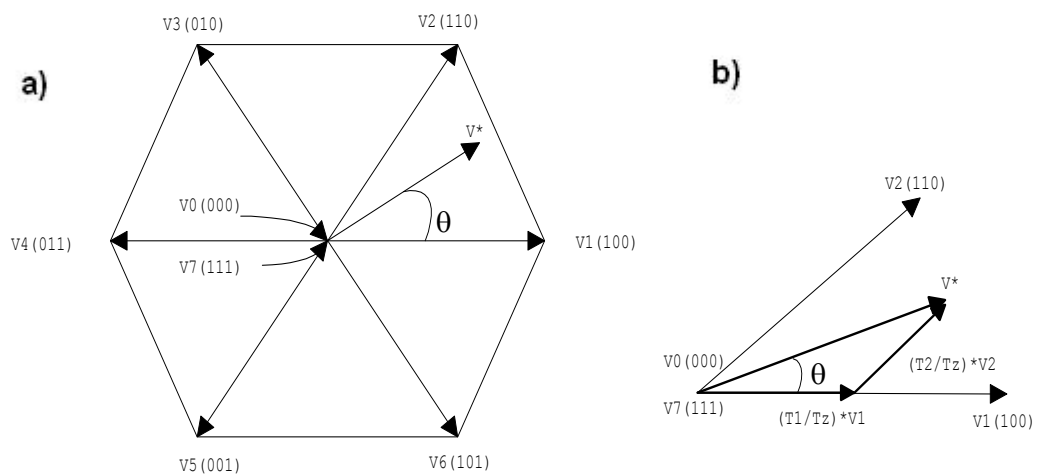 V3(010)
V2(110)
a)
b)
V*
V2(110)
V0(000)
θ
V4(011)
V1(100)
V7(111)
V*
V0(000)
θ
(T2/Tz)*V2
V7(111)
(T1/Tz)*V1
V1(100)
V5(001)
V6(101)